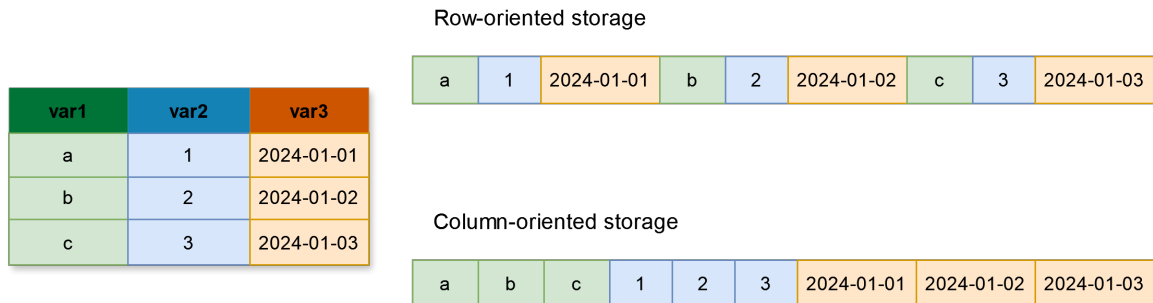 Row-oriented storage
a 1 2024-01-01 b 2 2024-01-02 c 3 2024-01-03
var1 var2 var3
a 1 2024-01-01
b 2 2024-01-02
c 3 2024-01-03
Column-oriented storage
a b c 1 2 3 2024-01-01 2024-01-02 2024-01-03